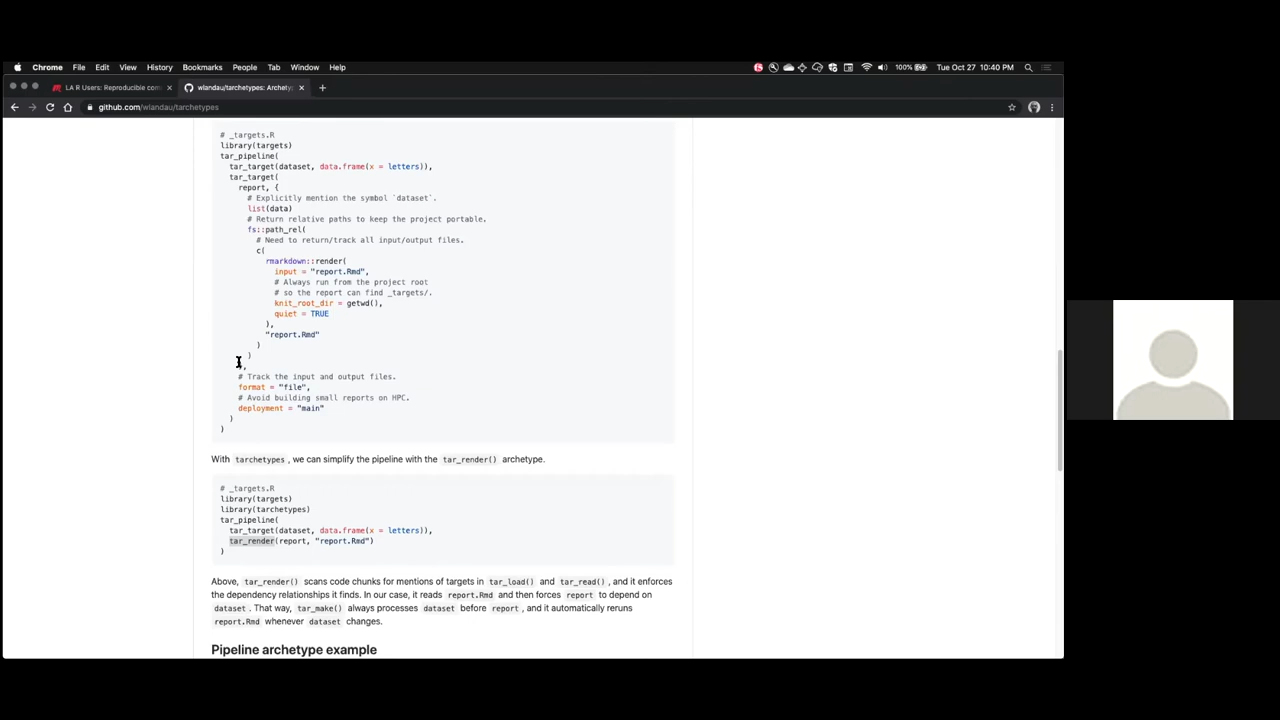 Chrome File Edit View History Bookmarks People Tab Window Help 100% Tue Oct 27 10:40 PM
LA R Users: Reproducible com
wlandau/tarchetypes: Archety
github.com/wlandau/tarchetypes
# _targets.R
library(targets)
tar_pipeline(
tar_target(dataset, data.frame(x = letters)),
tar_target(
report, {
# Explicitly mention the symbol `dataset`.
list(data)
# Return relative paths to keep the project portable.
fs::path_rel(
# Need to return/track all input/output files.
c(
rmarkdown::render(
input = "report.Rmd",
# Always run from the project root
# so the report can find _targets/.
knit_root_dir = getwd(),
quiet = TRUE
),
"report.Rmd"
)
)
,
# Track the input and output files.
format = "file",
# Avoid building small reports on HPC.
deployment = "main"
)
)
With tarchetypes , we can simplify the pipeline with the tar_render() archetype.
# _targets.R
library(targets)
library(tarchetypes)
tar_pipeline(
tar_target(dataset, data.frame(x = letters)),
tar_render(report, "report.Rmd")
)
Above, tar_render() scans code chunks for mentions of targets in tar_load() and tar_read() , and it enforces
the dependency relationships it finds. In our case, it reads report.Rmd and then forces report to depend on
dataset . That way, tar_make() always processes dataset before report , and it automatically reruns
report.Rmd whenever dataset changes.
Pipeline archetype example